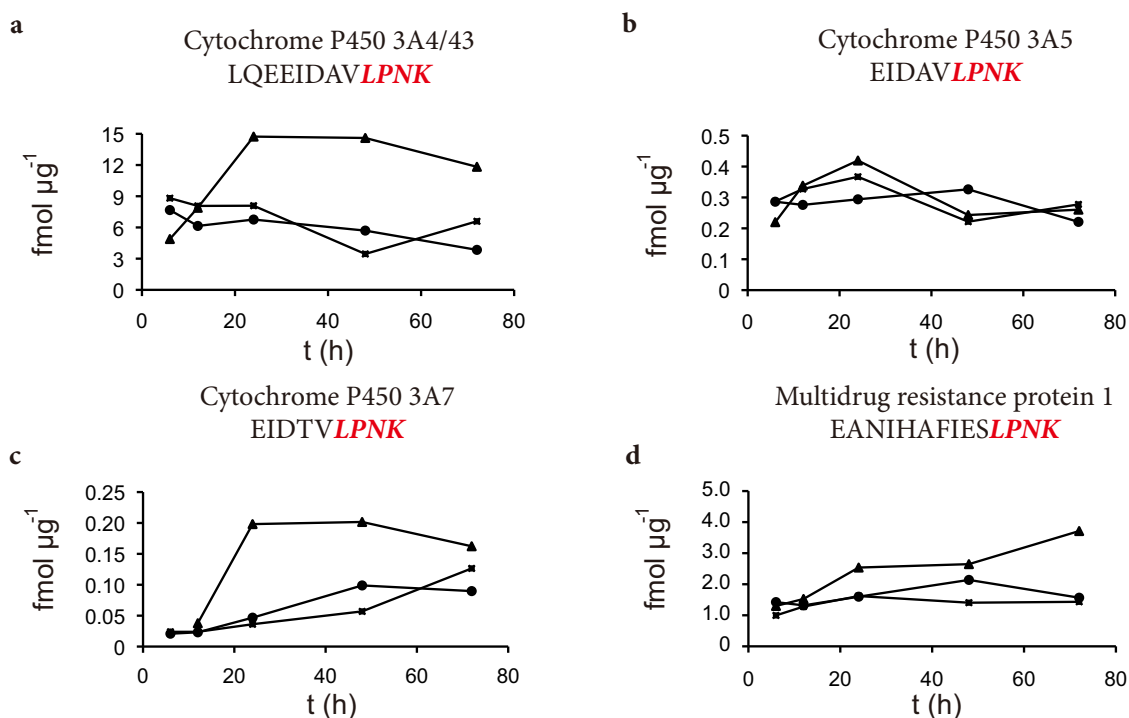 a
Cytochrome P450 3A4/43
LQEEIDAVLPNK
fmol µg-1
15
12
9
6
3
0
0 20 40 60 80
t (h)
b
Cytochrome P450 3A5
EIDAVLPNK
fmol µg-1
0.5
0.4
0.3
0.2
0.1
0
0 20 40 60 80
t (h)
c
Cytochrome P450 3A7
EIDTVLPNK
fmol µg-1
0.25
0.20
0.15
0.10
0.05
0
0 20 40 60 80
t (h)
d
Multidrug resistance protein 1
EANIHAFIESLPNK
fmol µg-1
5.0
4.0
3.0
2.0
1.0
0
0 20 40 60 80
t (h)